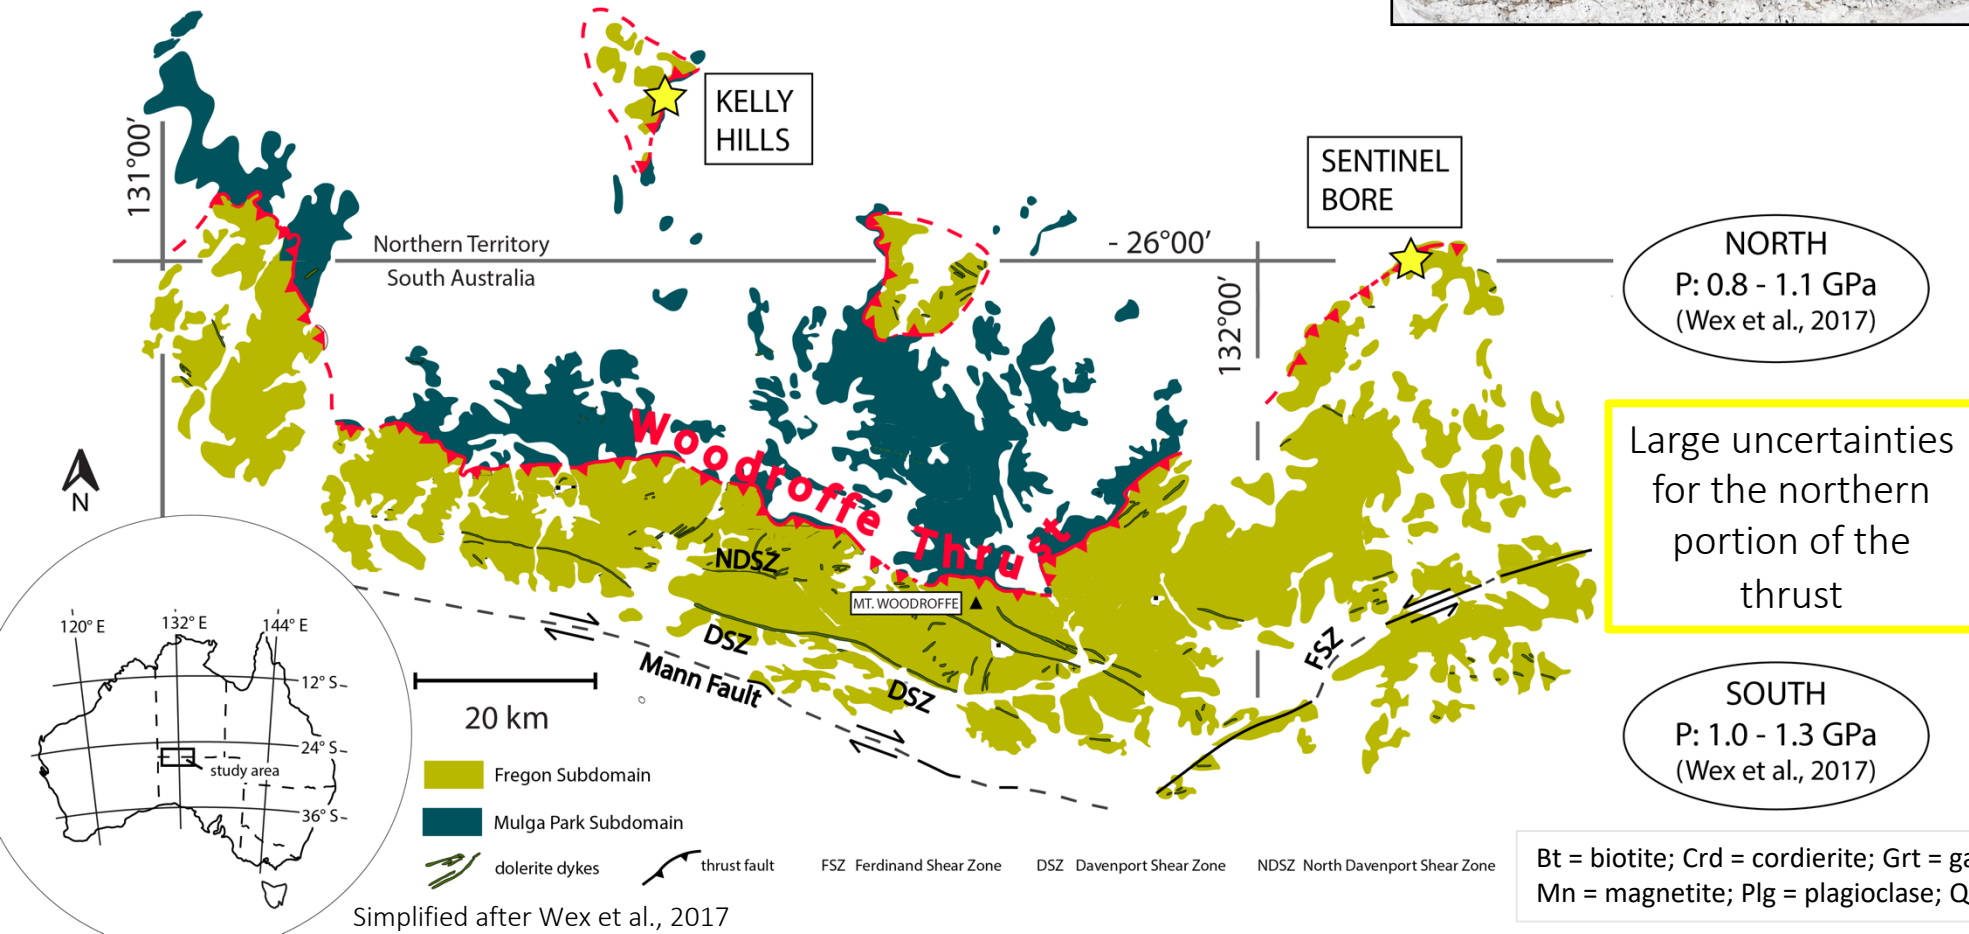 KELLY
HILLS
SENTINEL
BORE
131°00’
Northern Territory
South Australia
- 26°00’
132°00’
NORTH
P: 0.8 - 1.1 GPa
(Wex et al., 2017)
Large uncertainties
for the northern
portion of the
thrust
Woodroffe Thrust
N
NDSZ
MT. WOODROFFE
DSZ
Mann Fault
DSZ
FSZ
120° E
132° E
144° E
12° S
24° S
study area
36° S
20 km
SOUTH
P: 1.0 - 1.3 GPa
(Wex et al., 2017)
Fregon Subdomain
Mulga Park Subdomain
dolerite dykes
thrust fault
FSZ Ferdinand Shear Zone
DSZ Davenport Shear Zone
NDSZ North Davenport Shear Zone
Bt = biotite; Crd = cordierite; Grt = ga
Mn = magnetite; Plg = plagioclase; Q
Simplified after Wex et al., 2017